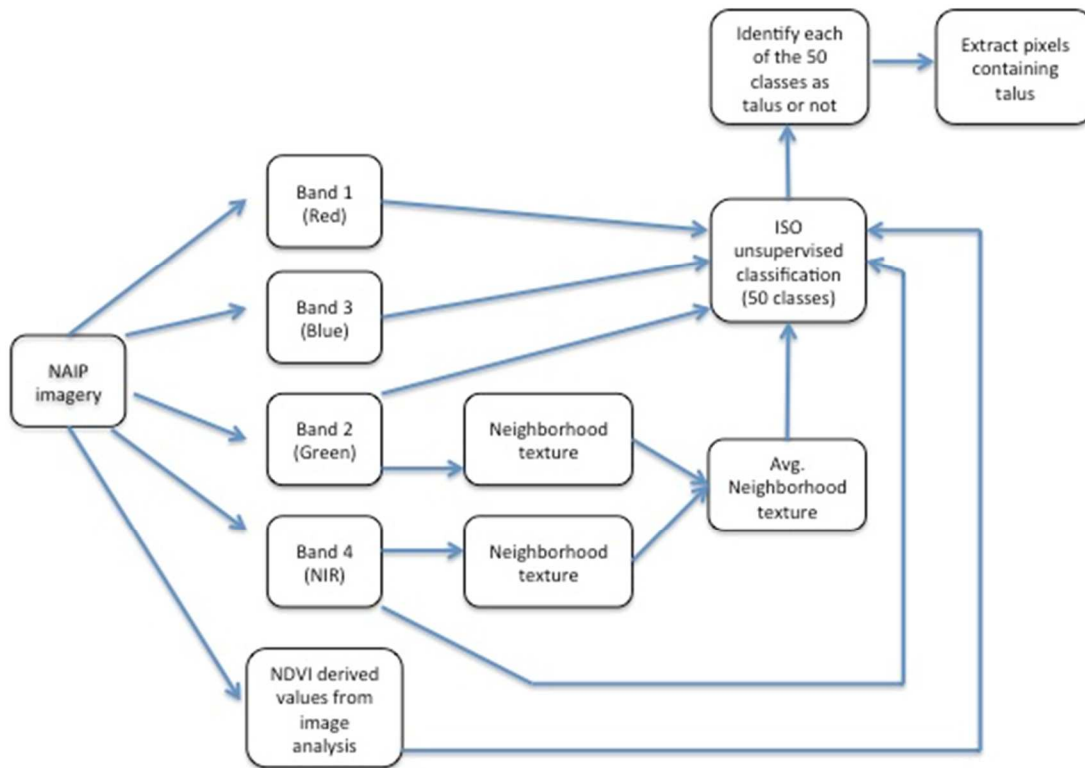 Identify each
of the 50
classes as
talus or not
Extract pixels
containing
talus
Band 1
(Red)
ISO
unsupervised
classification
(50 classes)
Band 3
(Blue)
NAIP
imagery
Band 2
(Green)
Neighborhood
texture
Avg.
Neighborhood
texture
Band 4
(NIR)
Neighborhood
texture
NDVI derived
values from
image
analysis